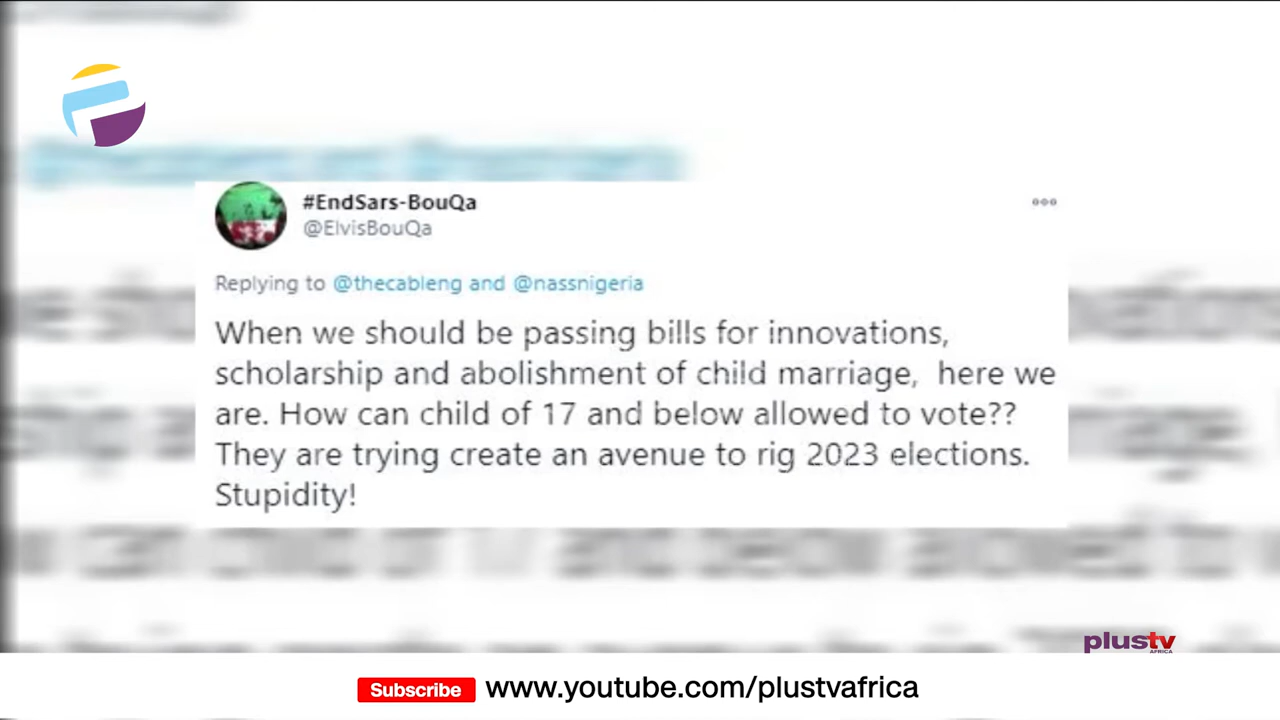 #EndSars-BouQa
@ElvisBouQa
Replying to @thecableng and @nassnigeria
When we should be passing bills for innovations,
scholarship and abolishment of child marriage, here we
are. How can child of 17 and below allowed to vote??
They are trying create an avenue to rig 2023 elections.
Stupidity!
plustv
AFRICA
Subscribe www.youtube.com/plustvafrica